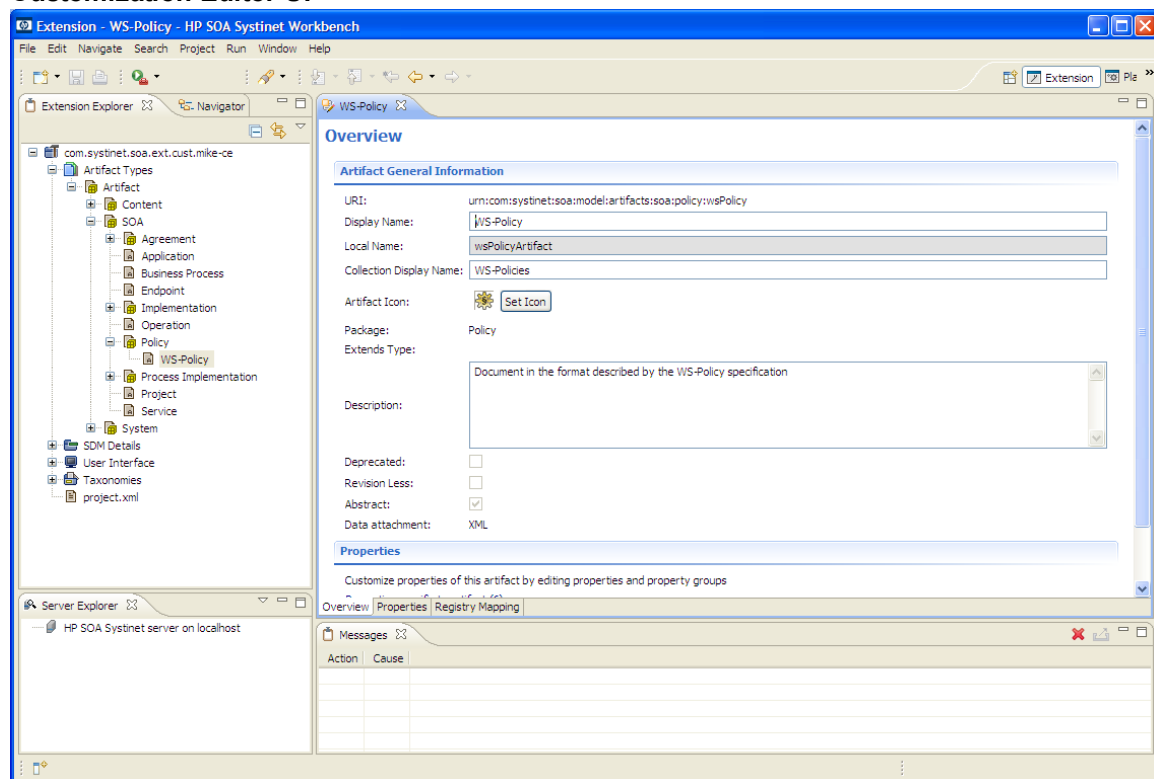 Customization Editor UI
Extension - WS-Policy - HP SOA Systinet Workbench
File Edit Navigate Search Project Run Window Help
Extension
Extension Explorer
Navigator
com.systinet.soa.ext.cust.mike-ce
Artifact Types
Artifact
Content
SOA
Agreement
Application
Business Process
Endpoint
Implementation
Operation
Policy
WS-Policy
Process Implementation
Project
Service
System
SDM Details
User Interface
Taxonomies
project.xml
WS-Policy
Overview
Artifact General Information
URI: urn:com:systinet:soa:model:artifacts:soa:policy:wsPolicy
Display Name: WS-Policy
Local Name: wsPolicyArtifact
Collection Display Name: WS-Policies
Artifact Icon: Set Icon
Package: Policy
Extends Type:
Description: Document in the format described by the WS-Policy specification
Deprecated:
Revision Less:
Abstract:
Data attachment: XML
Properties
Customize properties of this artifact by editing properties and property groups
Overview Properties Registry Mapping
Server Explorer
HP SOA Systinet server on localhost
Messages
Action Cause